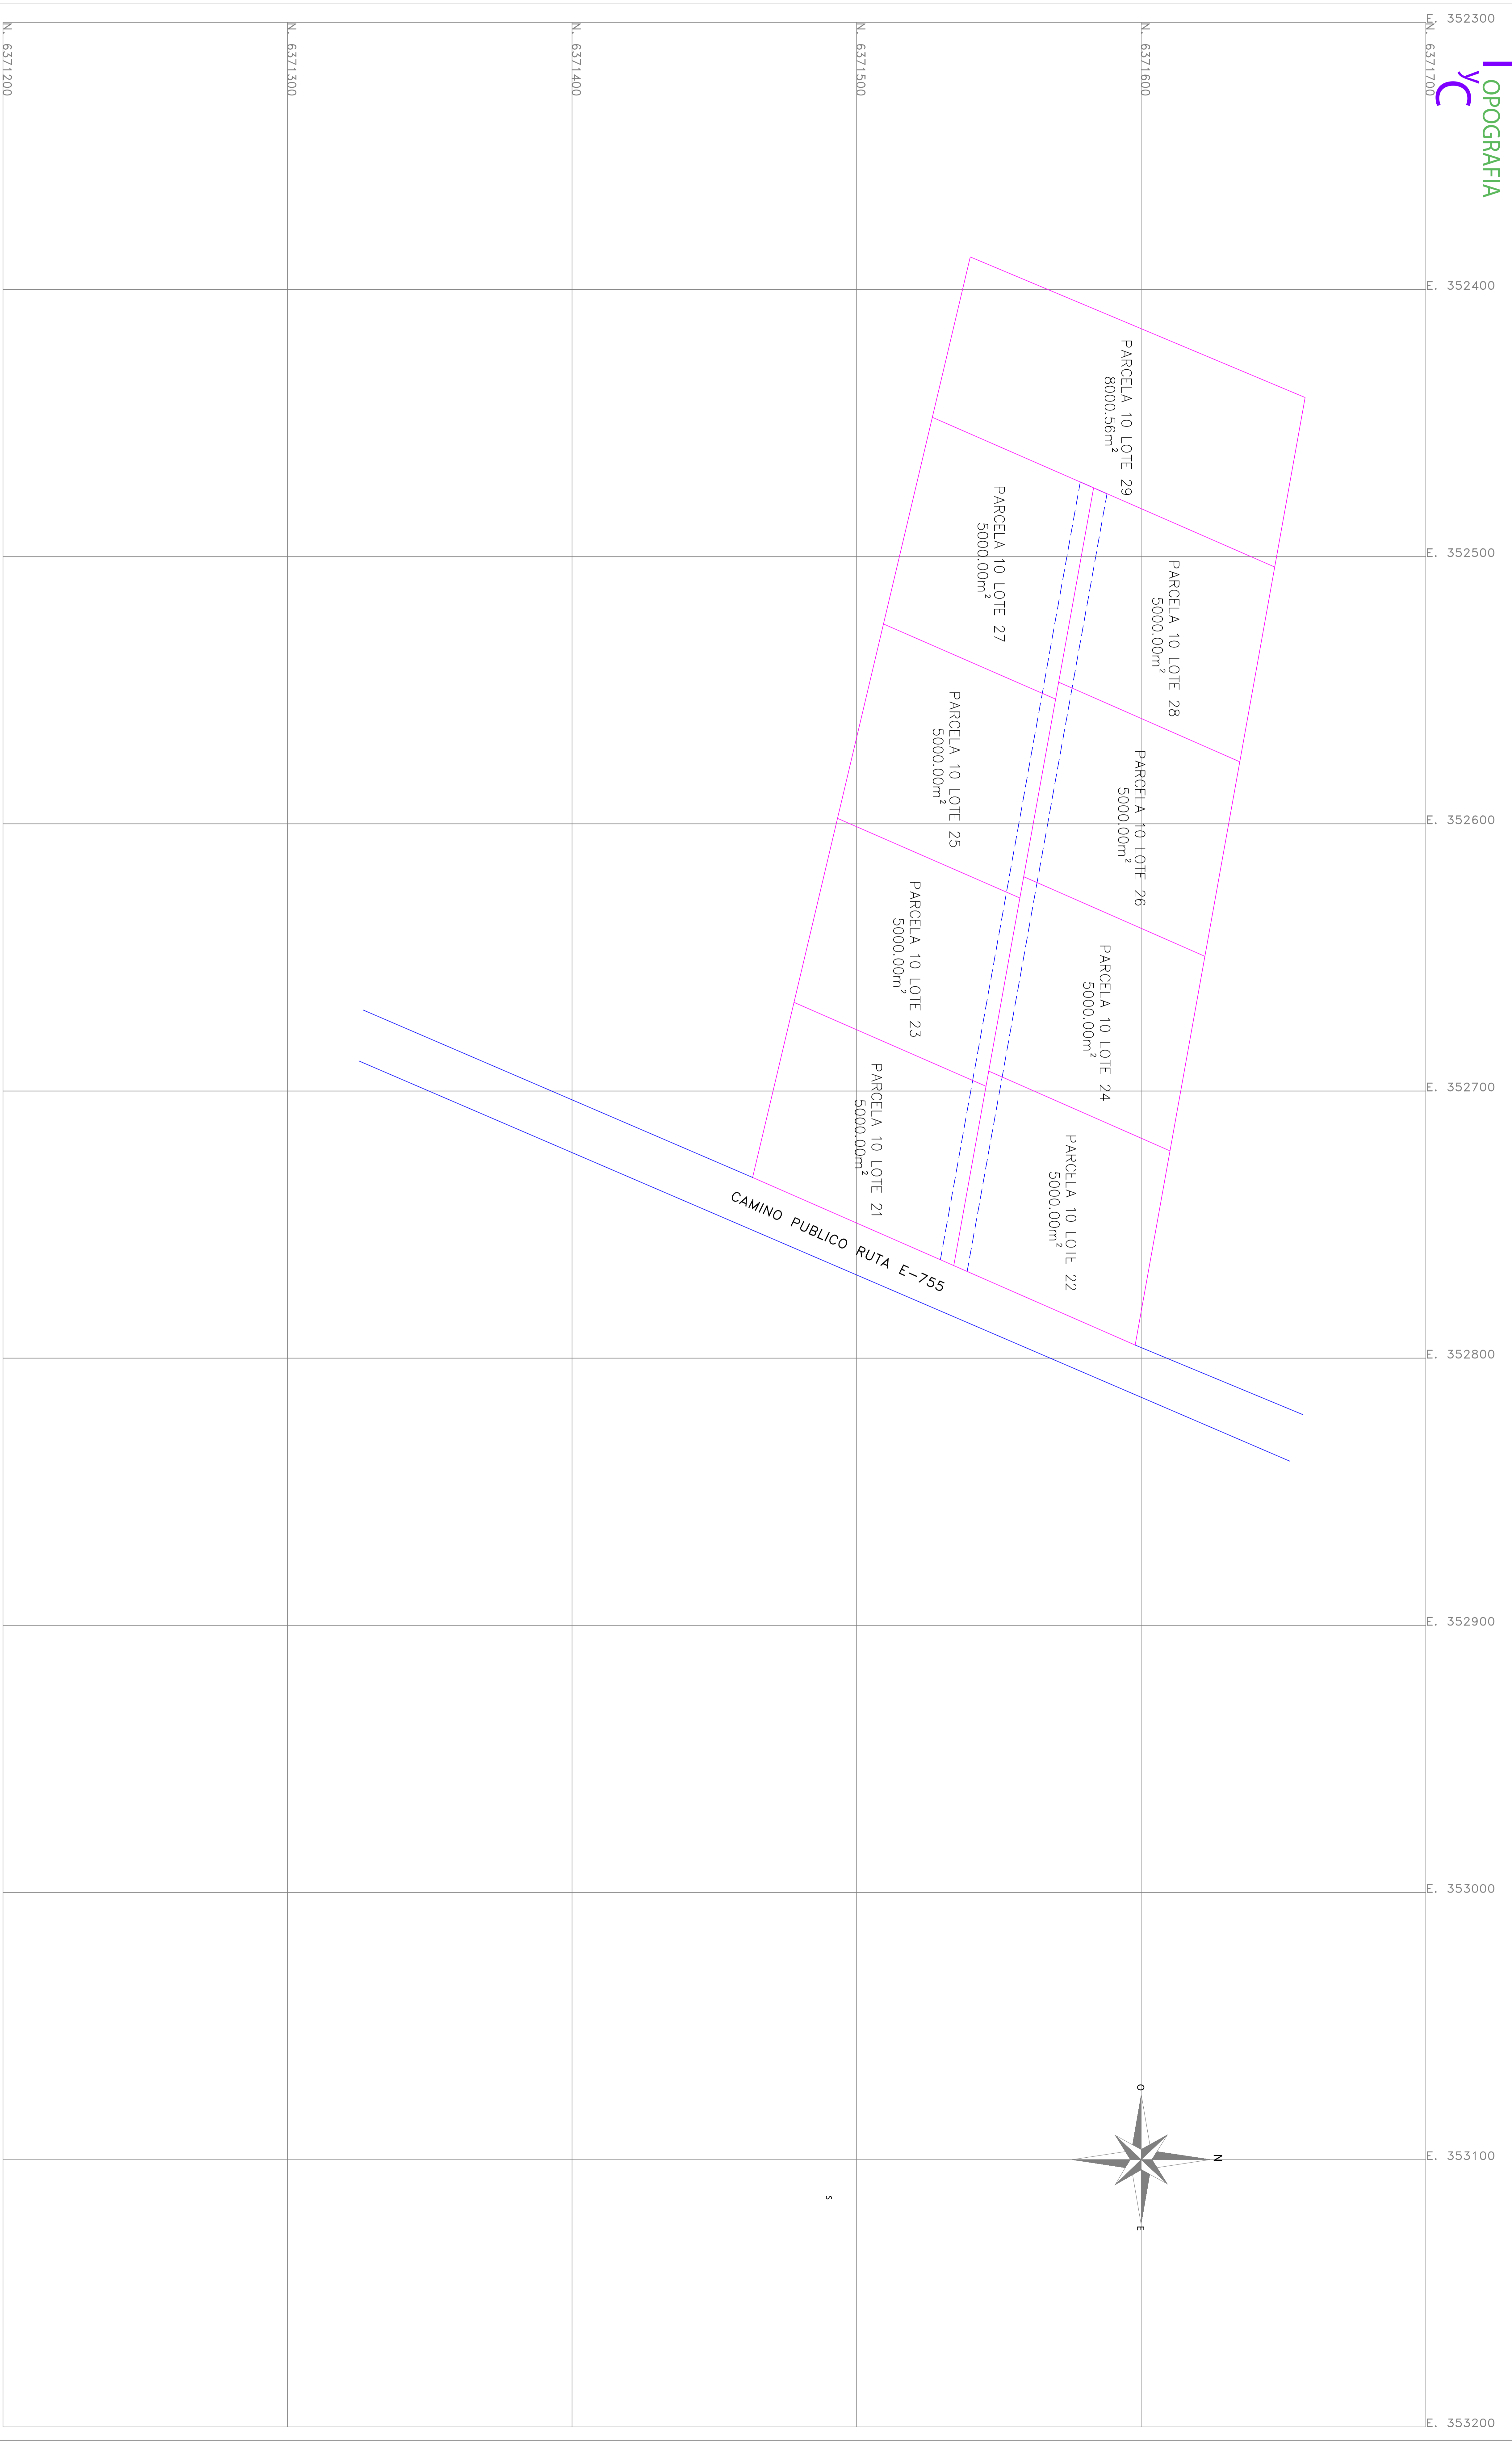 TOPOGRAFIA
y
C
E. 352300
E. 352400
E. 352500
E. 352600
E. 352700
E. 352800
E. 352900
E. 353000
E. 353100
E. 353200
N. 6371700
N. 6371600
N. 6371500
N. 6371400
N. 6371300
N. 6371200
PARCELA 10 LOTE 29
8000.56m²
PARCELA 10 LOTE 28
5000.00m²
PARCELA 10 LOTE 27
5000.00m²
PARCELA 10 LOTE 26
5000.00m²
PARCELA 10 LOTE 25
5000.00m²
PARCELA 10 LOTE 24
5000.00m²
PARCELA 10 LOTE 23
5000.00m²
PARCELA 10 LOTE 22
5000.00m²
PARCELA 10 LOTE 21
5000.00m²
CAMINO PUBLICO RUTA E-755
N
O
E
S